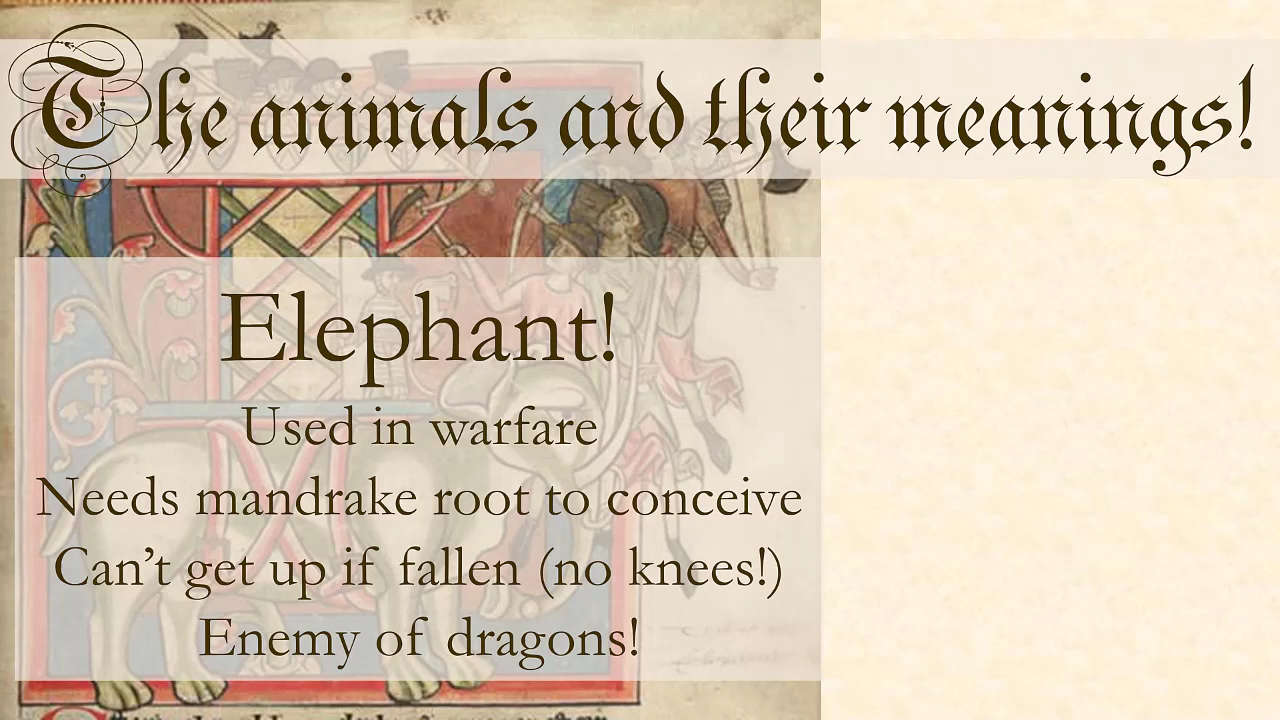 The animals and their meanings!
Elephant!
Used in warfare
Needs mandrake root to conceive
Can't get up if fallen (no knees!)
Enemy of dragons!